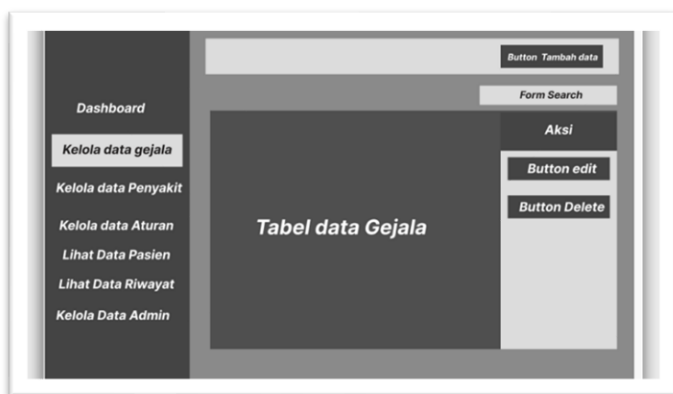 Button Tambah data
Form Search
Dashboard
Kelola data gejala
Kelola data Penyakit
Kelola data Aturan
Lihat Data Pasien
Lihat Data Riwayat
Kelola Data Admin
Tabel data Gejala
Aksi
Button edit
Button Delete